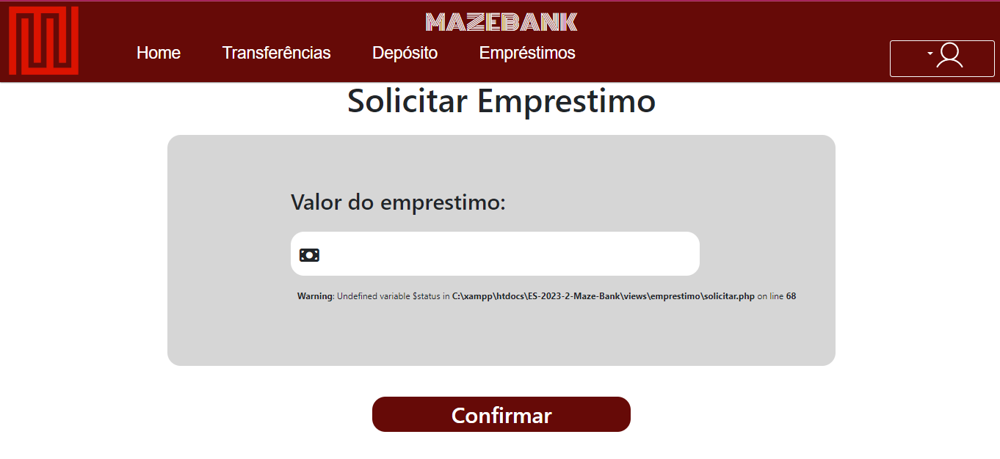 MAZEBANK
Home Transferências Depósito Empréstimos
Solicitar Emprestimo
Valor do emprestimo:
Warning: Undefined variable $status in C:\xampp\htdocs\ES-2023-2-Maze-Bank\views\emprestimo\solicitar.php on line 68
Confirmar